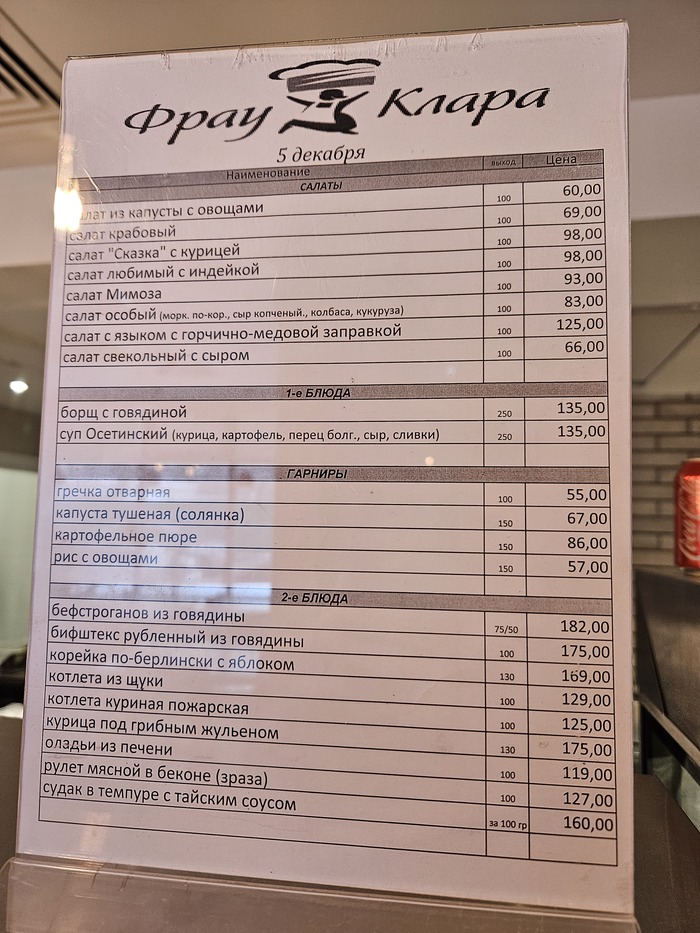 Фрау Клара
5 декабря
Наименование выход Цена
САЛАТЫ
салат из капусты с овощами 100 60,00
салат крабовый 100 69,00
салат "Сказка" с курицей 100 98,00
салат любимый с индейкой 100 98,00
салат Мимоза 100 93,00
салат особый (морк. по-кор., сыр копченый., колбаса, кукуруза) 100 83,00
салат с языком с горчично-медовой заправкой 100 125,00
салат свекольный с сыром 100 66,00
1-е БЛЮДА
борщ с говядиной 250 135,00
суп Осетинский (курица, картофель, перец болг., сыр, сливки) 250 135,00
ГАРНИРЫ
гречка отварная 100 55,00
капуста тушеная (солянка) 150 67,00
картофельное пюре 150 86,00
рис с овощами 150 57,00
2-е БЛЮДА
бефстроганов из говядины 75/50 182,00
бифштекс рубленный из говядины 100 175,00
корейка по-берлински с яблоком 130 169,00
котлета из щуки 100 129,00
котлета куриная пожарская 100 125,00
курица под грибным жульеном 130 175,00
оладьи из печени 100 119,00
рулет мясной в беконе (зраза) 100 127,00
судак в темпуре с тайским соусом за 100 гр 160,00
Coca-Cola